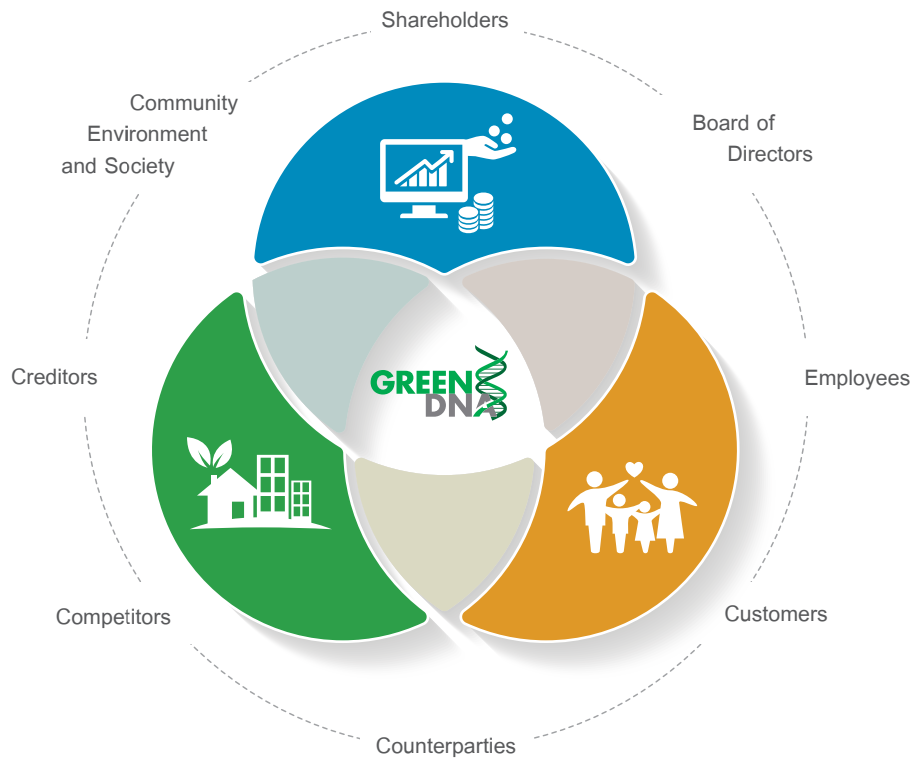 Shareholders
Community
Environment
and Society
Board of
Directors
Creditors
GREEN
DNA
Employees
Competitors
Customers
Counterparties